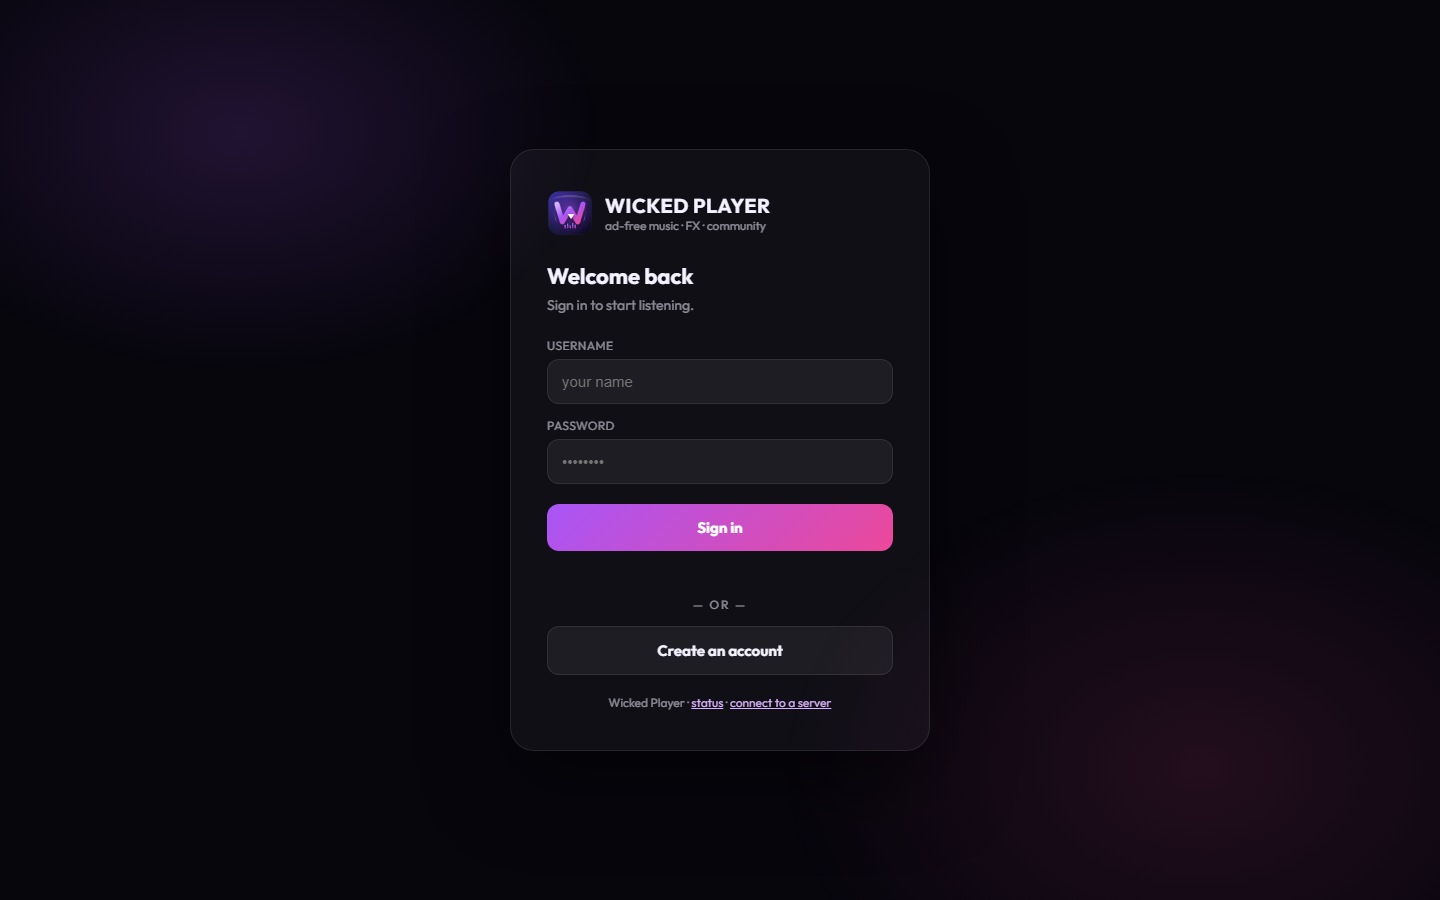 WICKED PLAYER
ad-free music · FX · community
Welcome back
Sign in to start listening.
USERNAME
your name
PASSWORD
••••••••
Sign in
— OR —
Create an account
Wicked Player · status · connect to a server